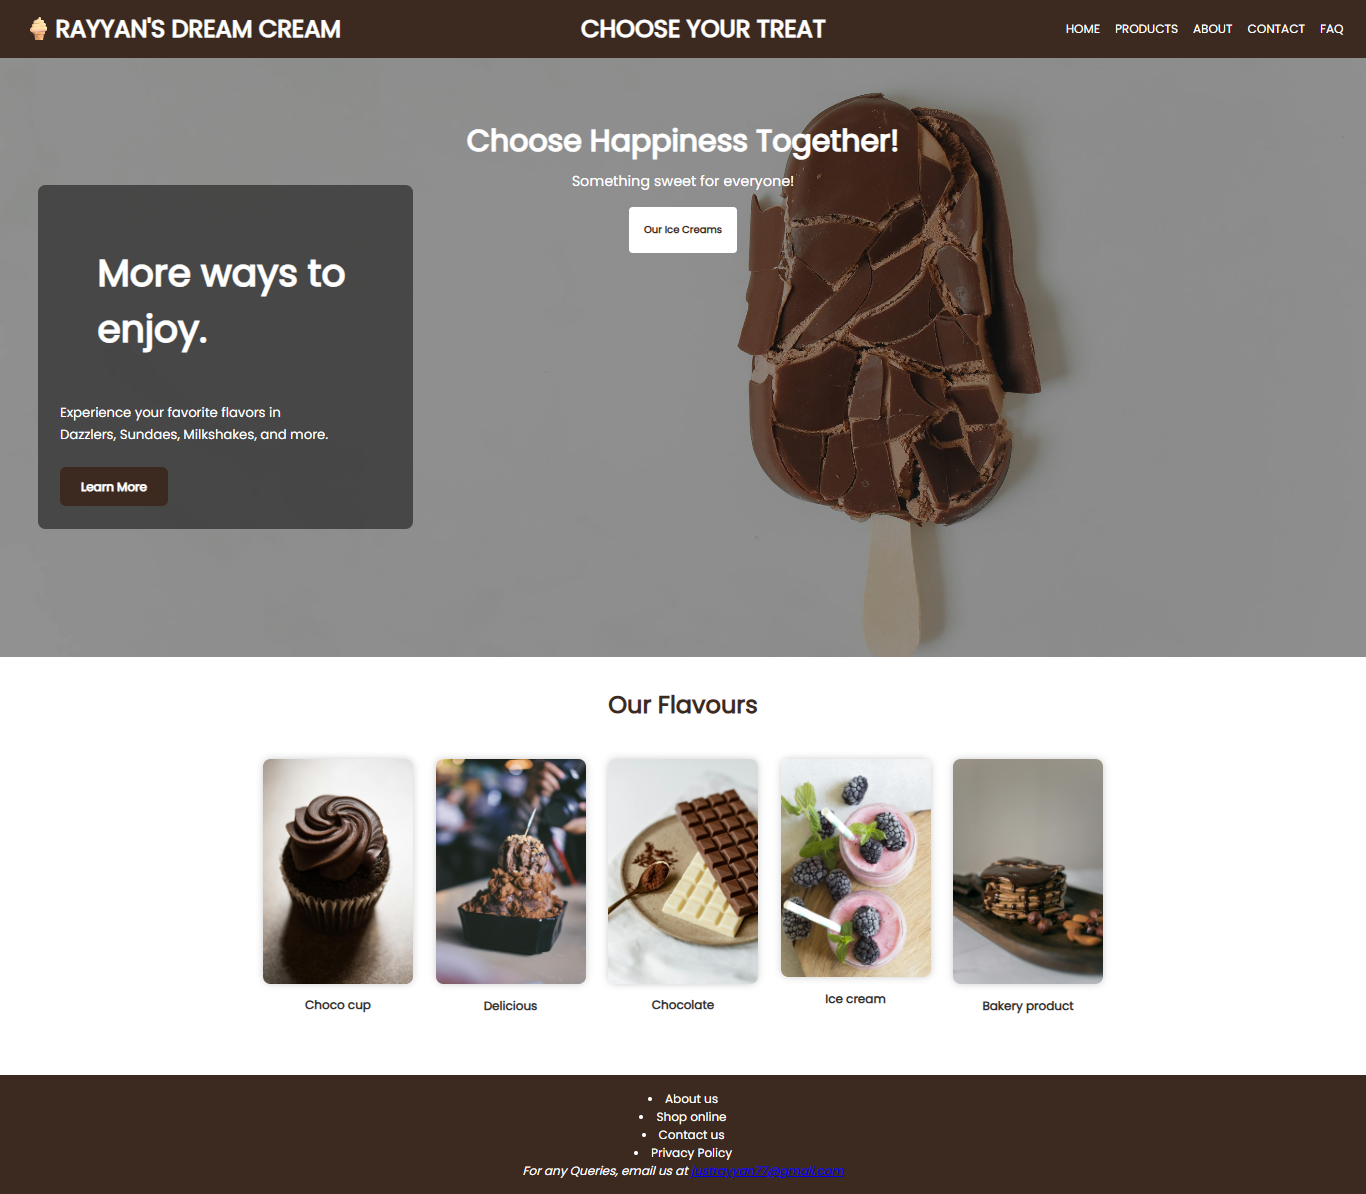 RAYYAN'S DREAM CREAM
CHOOSE YOUR TREAT
HOME PRODUCTS ABOUT CONTACT FAQ
Choose Happiness Together!
Something sweet for everyone!
Our Ice Creams
More ways to
enjoy.
Experience your favorite flavors in
Dazzlers, Sundaes, Milkshakes, and more.
Learn More
Our Flavours
Choco cup
Delicious
Chocolate
Ice cream
Bakery product
• About us
• Shop online
• Contact us
• Privacy Policy
For any Queries, email us at